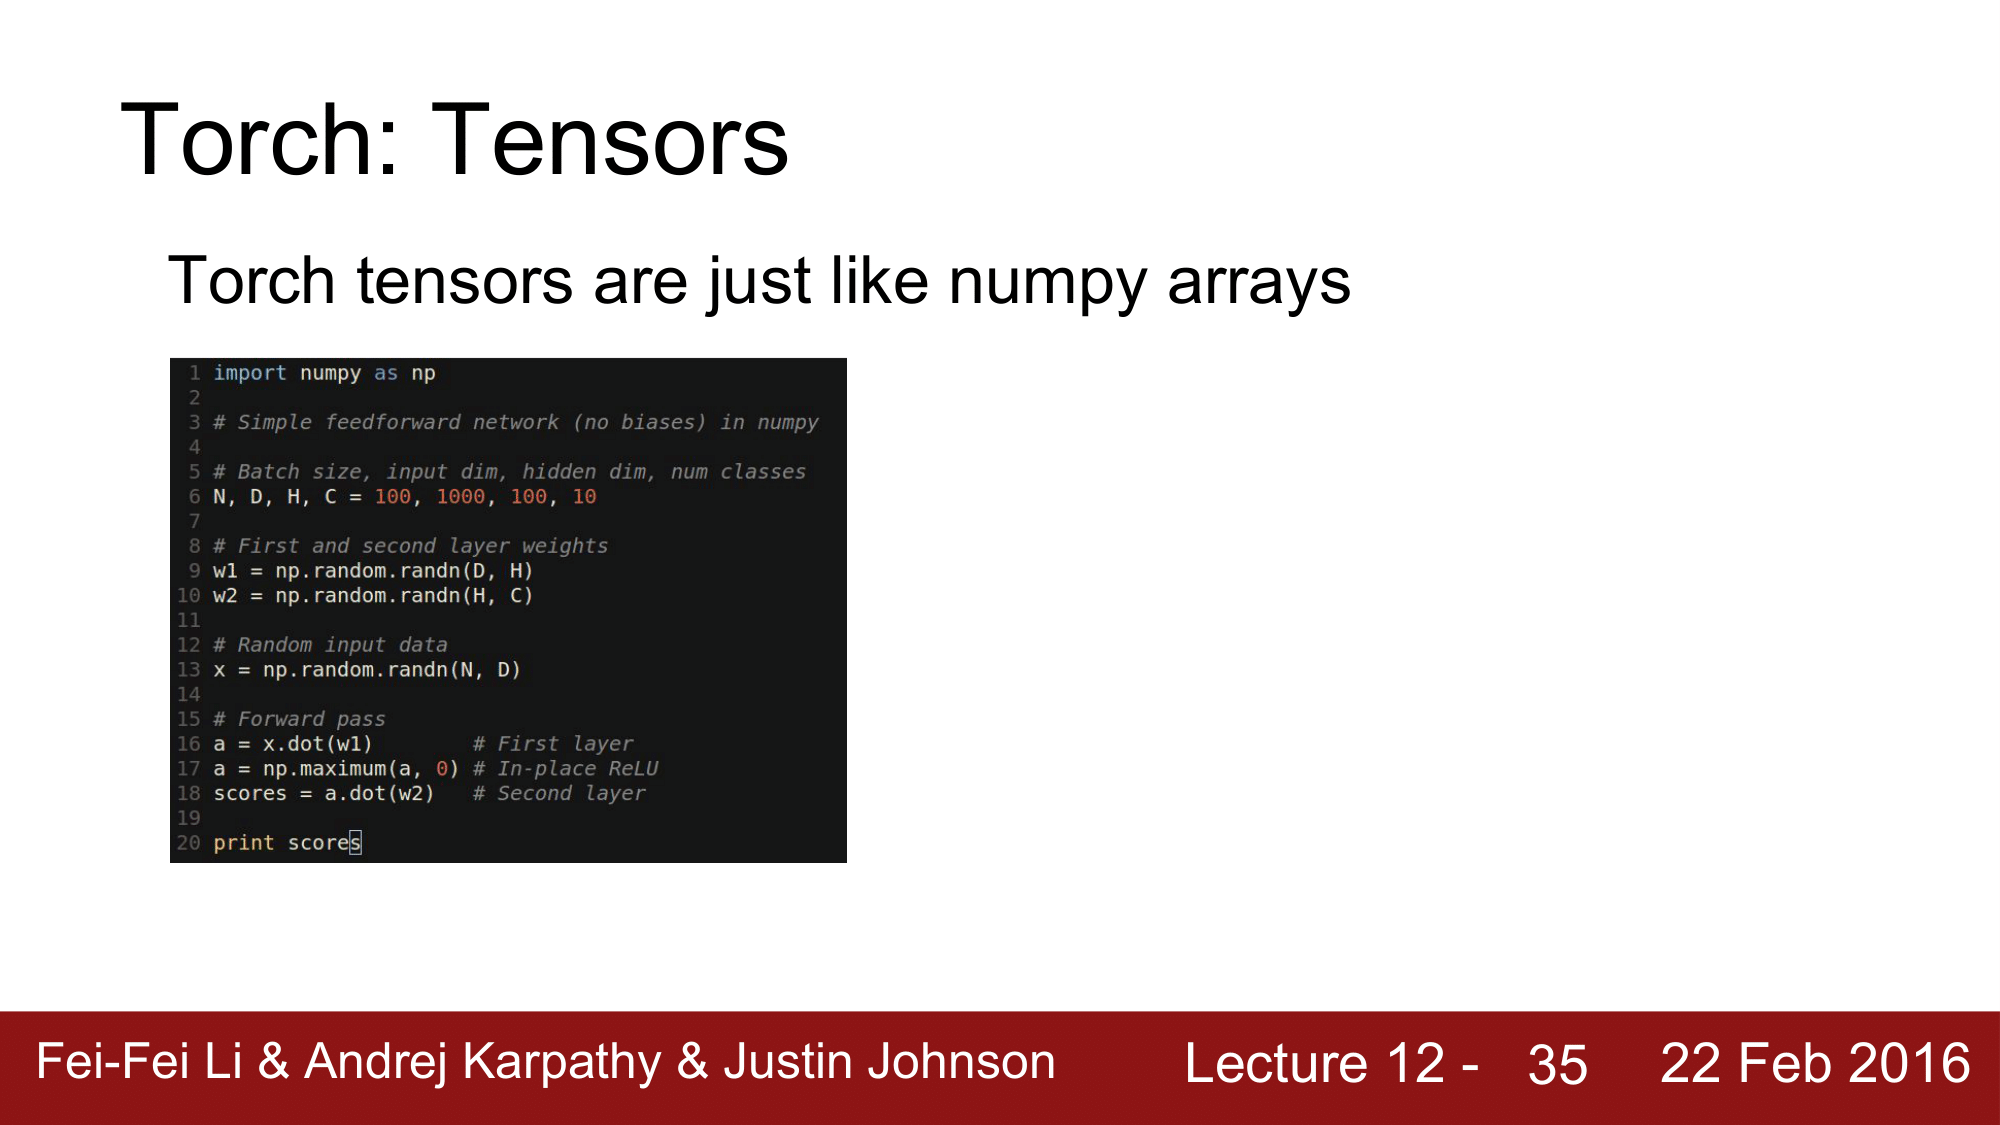 Torch: Tensors
Torch tensors are just like numpy arrays
1 import numpy as np
2
3 # Simple feedforward network (no biases) in numpy
4
5 # Batch size, input dim, hidden dim, num classes
6 N, D, H, C = 100, 1000, 100, 10
7
8 # First and second layer weights
9 w1 = np.random.randn(D, H)
10 w2 = np.random.randn(H, C)
11
12 # Random input data
13 x = np.random.randn(N, D)
14
15 # Forward pass
16 a = x.dot(w1)        # First layer
17 a = np.maximum(a, 0) # In-place ReLU
18 scores = a.dot(w2)   # Second layer
19
20 print scores
Fei-Fei Li & Andrej Karpathy & Justin Johnson Lecture 12 - 35 22 Feb 2016